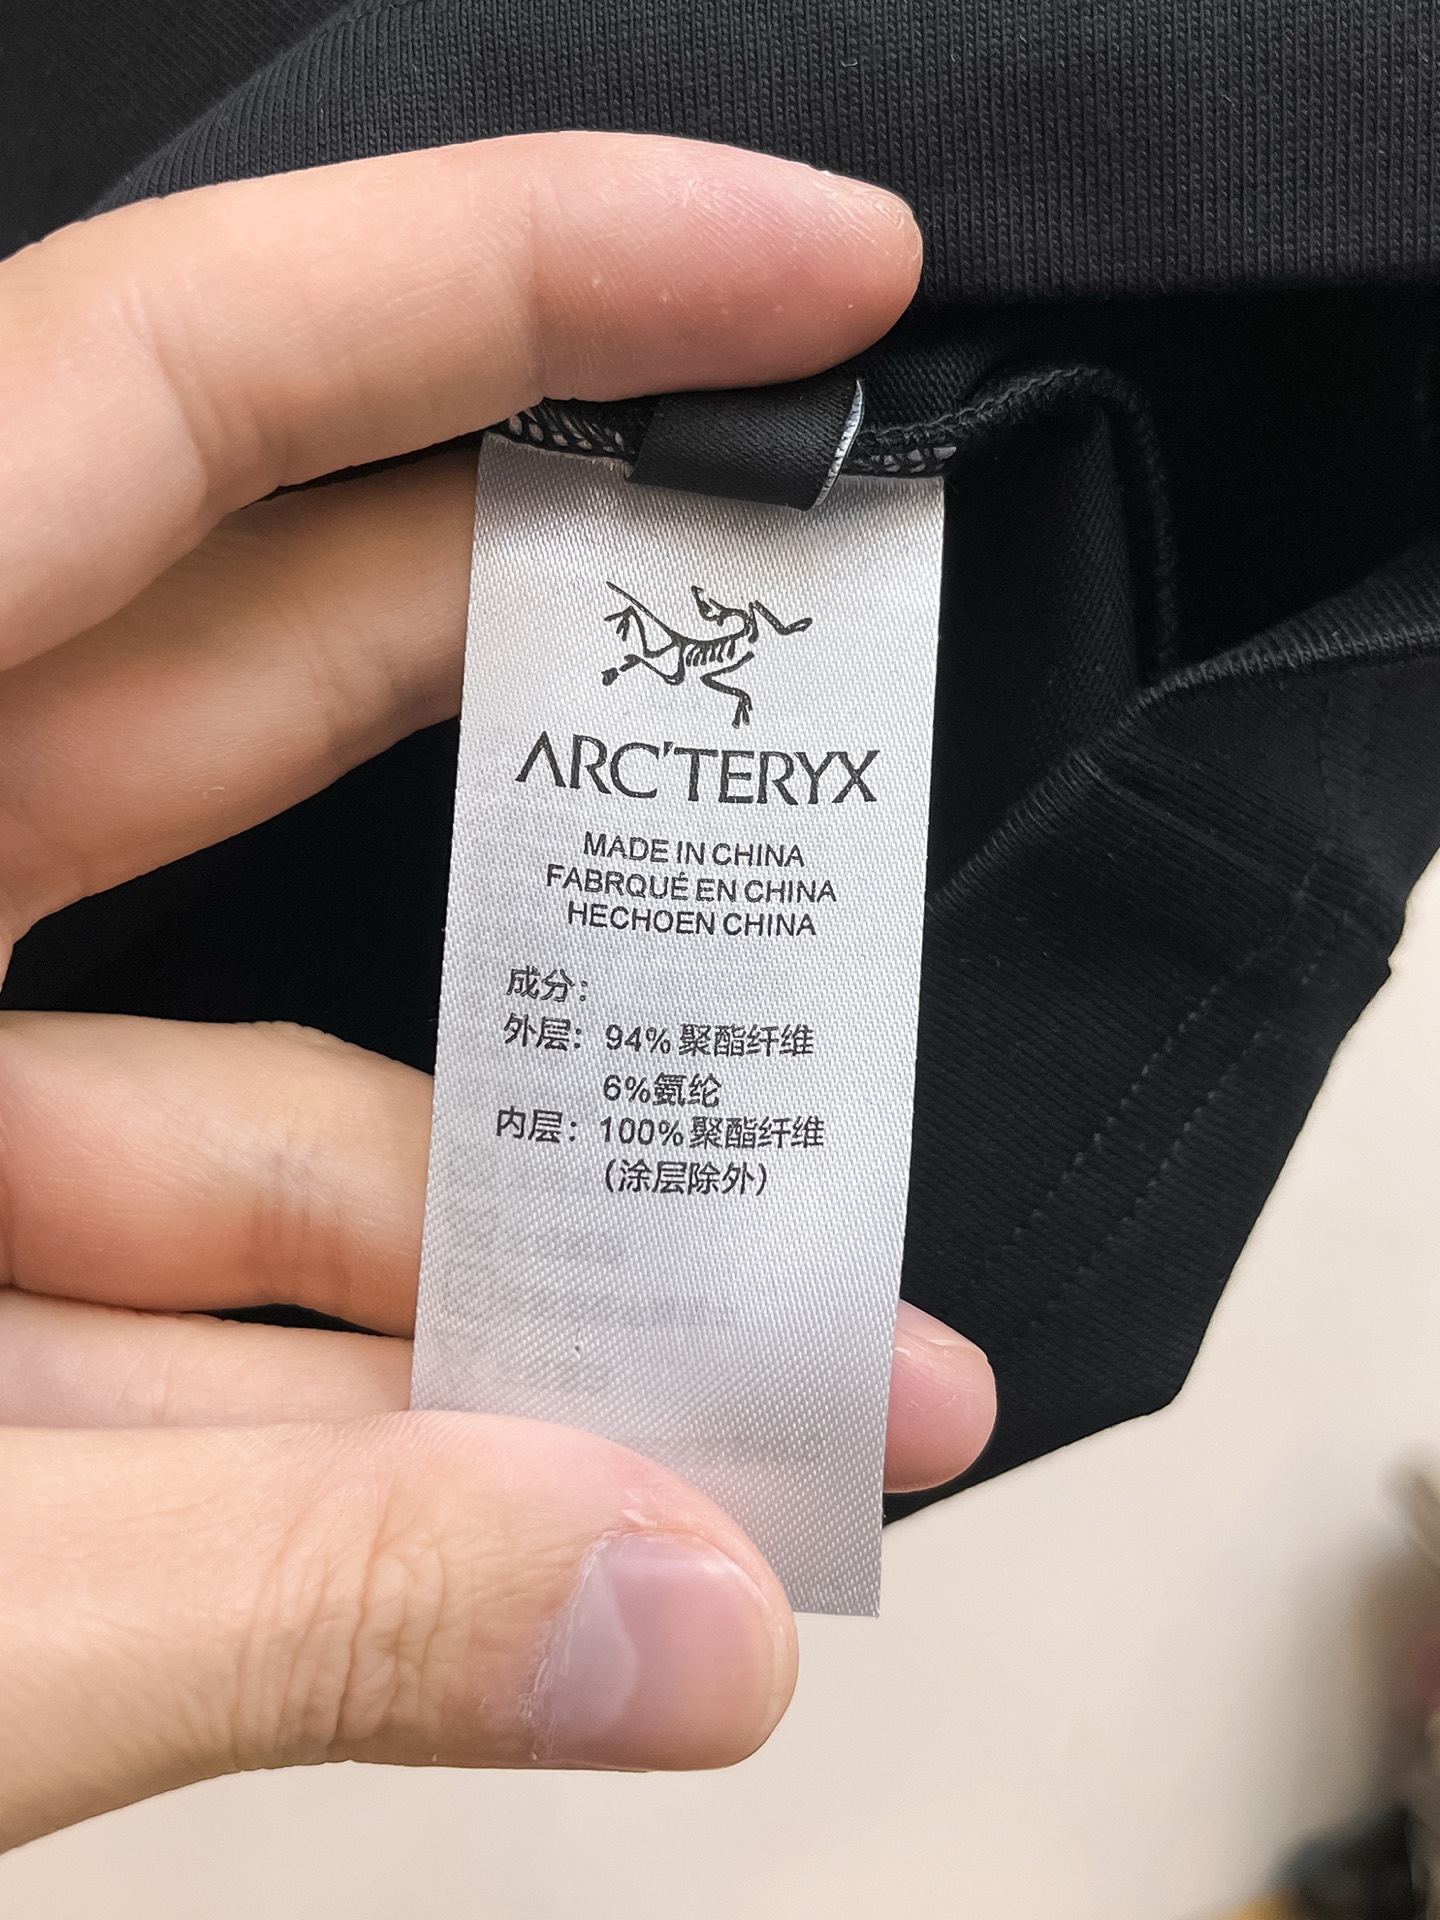 ARC'TERYX
MADE IN CHINA
FABRQUÉ EN CHINA
HECHOEN CHINA
成分：
外层：94% 聚酯纤维
6%氨纶
内层：100% 聚酯纤维
(涂层除外)